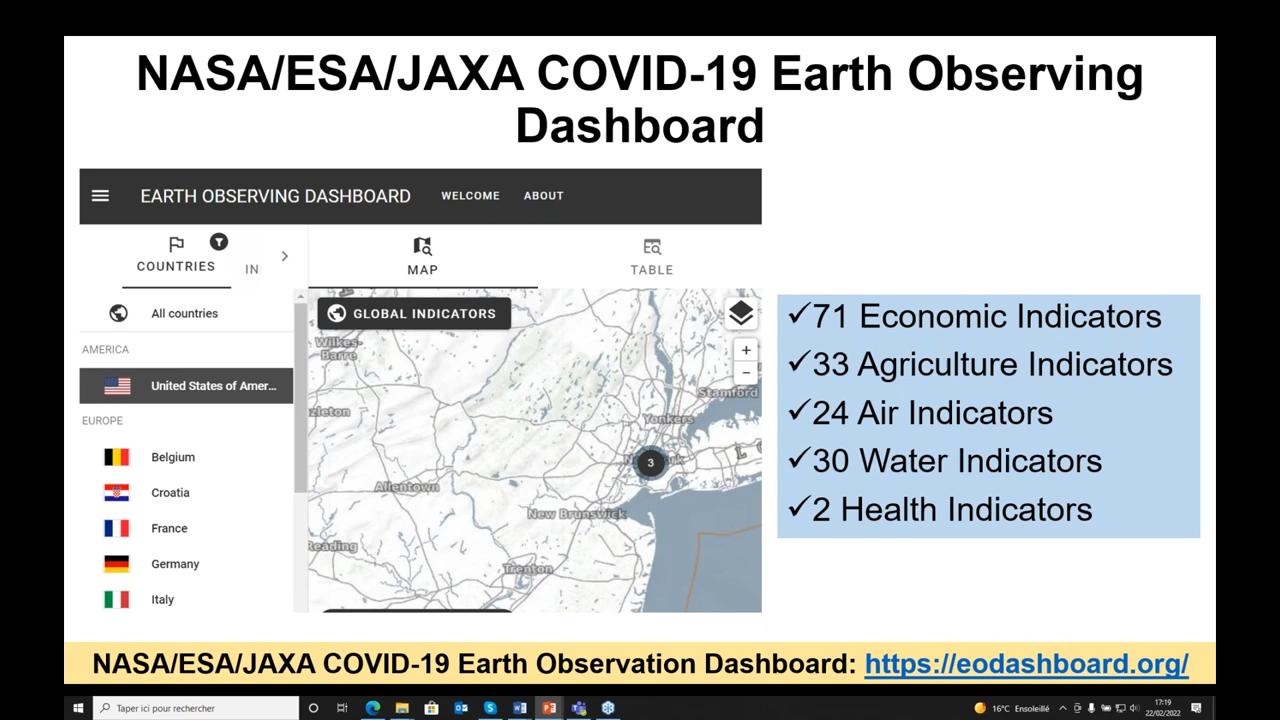 NASA/ESA/JAXA COVID-19 Earth Observing
Dashboard
EARTH OBSERVING DASHBOARD
WELCOME
ABOUT
COUNTRIES
IN
MAP
TABLE
All countries
AMERICA
United States of Amer...
EUROPE
Belgium
Croatia
France
Germany
Italy
GLOBAL INDICATORS
Wilkes-
Barre
zleton
Stamford
Yonkers
3
Allentown
New Brunswick
Reading
Trenton
+
−
✓71 Economic Indicators
✓33 Agriculture Indicators
✓24 Air Indicators
✓30 Water Indicators
✓2 Health Indicators
NASA/ESA/JAXA COVID-19 Earth Observation Dashboard: https://eodashboard.org/
Taper ici pour rechercher
16°C Ensoleillé
17:19
22/02/2022